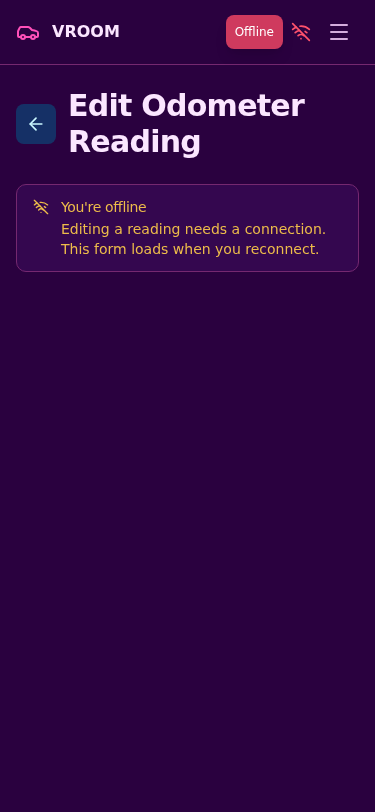 VROOM
Offline
Edit Odometer
Reading
You're offline
Editing a reading needs a connection.
This form loads when you reconnect.